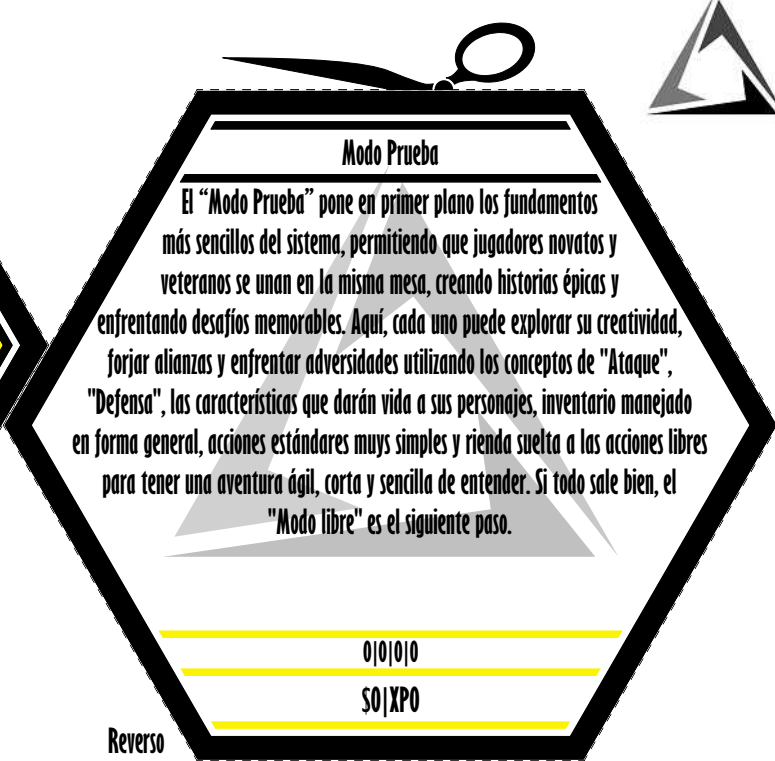 Modo Prueba
El “Modo Prueba” pone en primer plano los fundamentos
más sencillos del sistema, permitiendo que jugadores novatos y
veteranos se unan en la misma mesa, creando historias épicas y
enfrentando desafíos memorables. Aquí, cada uno puede explorar su creatividad,
forjar alianzas y enfrentar adversidades utilizando los conceptos de "Ataque",
"Defensa", las características que darán vida a sus personajes, inventario manejado
en forma general, acciones estándares muys simples y rienda suelta a las acciones libres
para tener una aventura ágil, corta y sencilla de entender. Si todo sale bien, el
"Modo libre" es el siguiente paso.
0|0|0|0
$0|XP0
Reverso